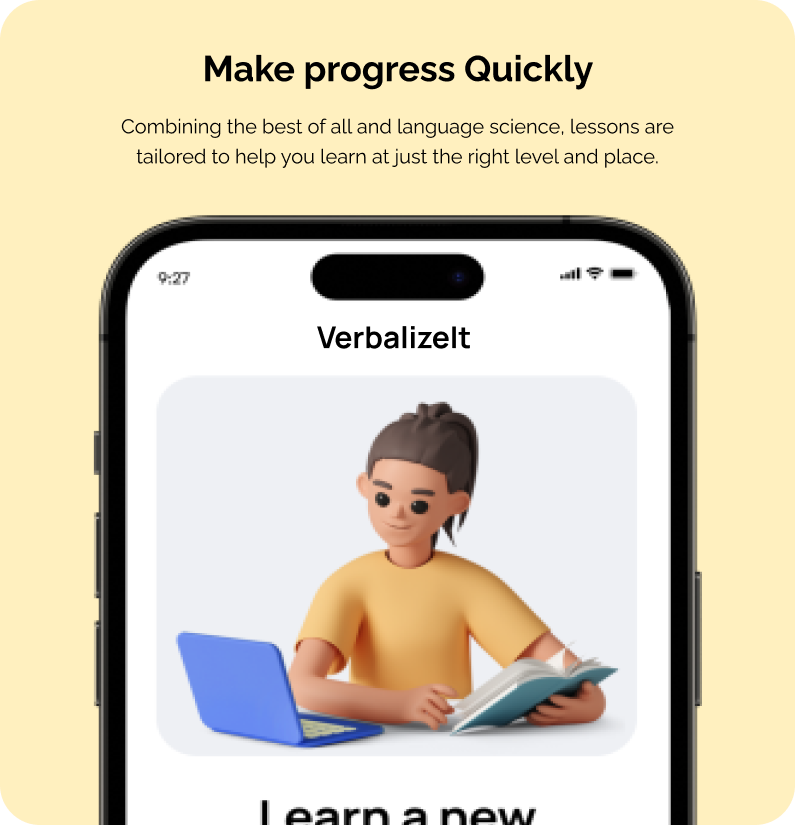 Make progress Quickly
Combining the best of all and language science, lessons are
tailored to help you learn at just the right level and place.
9:27
VerbalizeIt
Learn a new